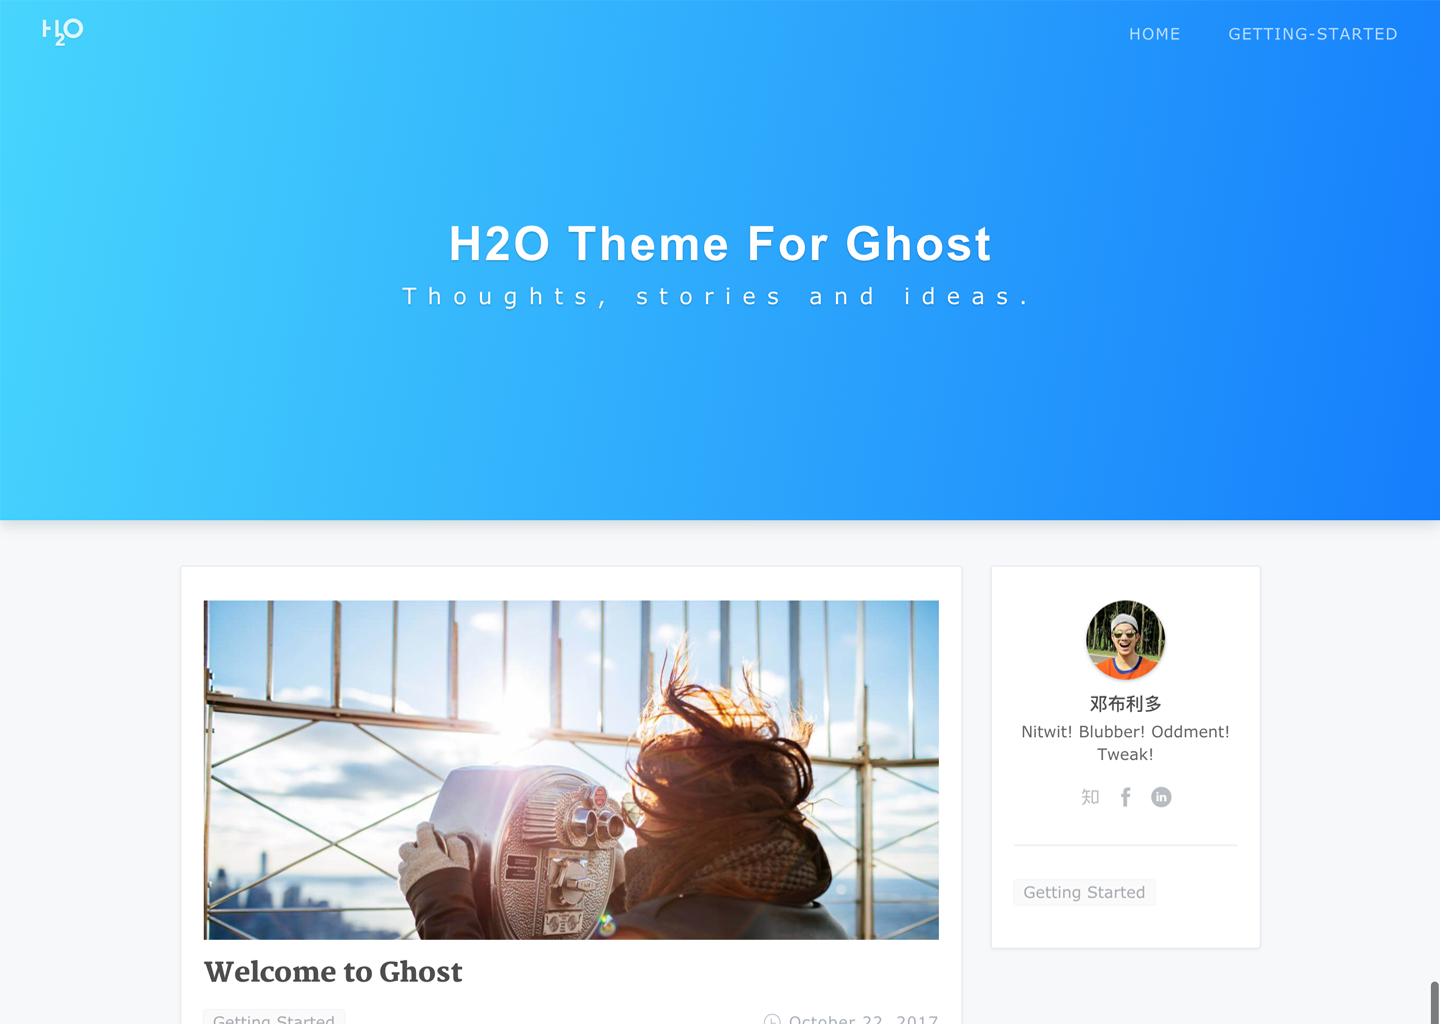 H2O
HOME GETTING-STARTED
H2O Theme For Ghost
Thoughts, stories and ideas.
邓布利多
Nitwit! Blubber! Oddment!
Tweak!
知 f in
Getting Started
Welcome to Ghost
Getting Started October 22, 2017